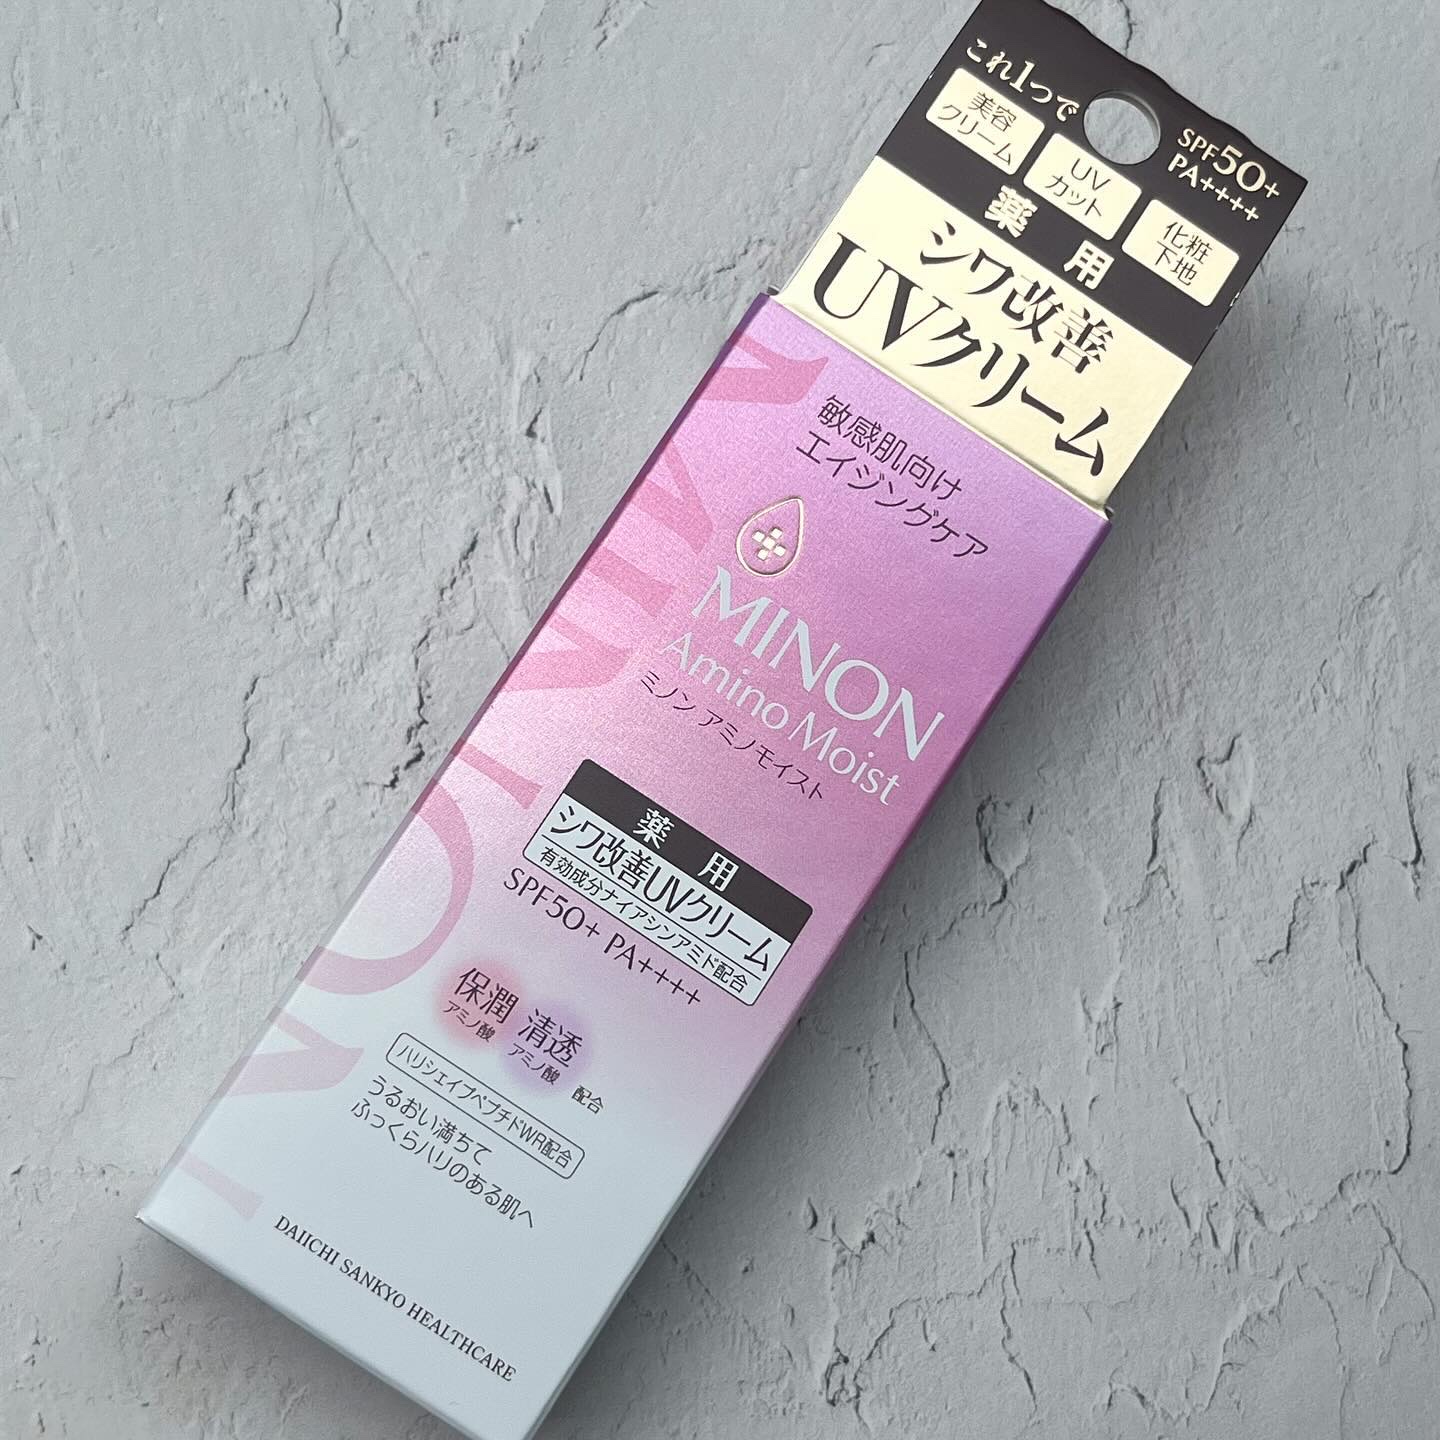 これ1つで
美容
クリーム
UV
カット
化粧
下地
SPF50+
PA++++
薬用
シワ改善
UVクリーム
敏感肌向け
エイジングケア
MINON
Amino Moist
ミノン アミノモイスト
薬用
シワ改善UVクリーム
有効成分ナイアシンアミド配合
SPF50+ PA++++
保潤
アミノ酸
清透
アミノ酸
配合
ハリシェイプペプチドWR配合
うるおい満ちて
ふっくらハリのある肌へ
DAIICHI SANKYO HEALTHCARE
MINON